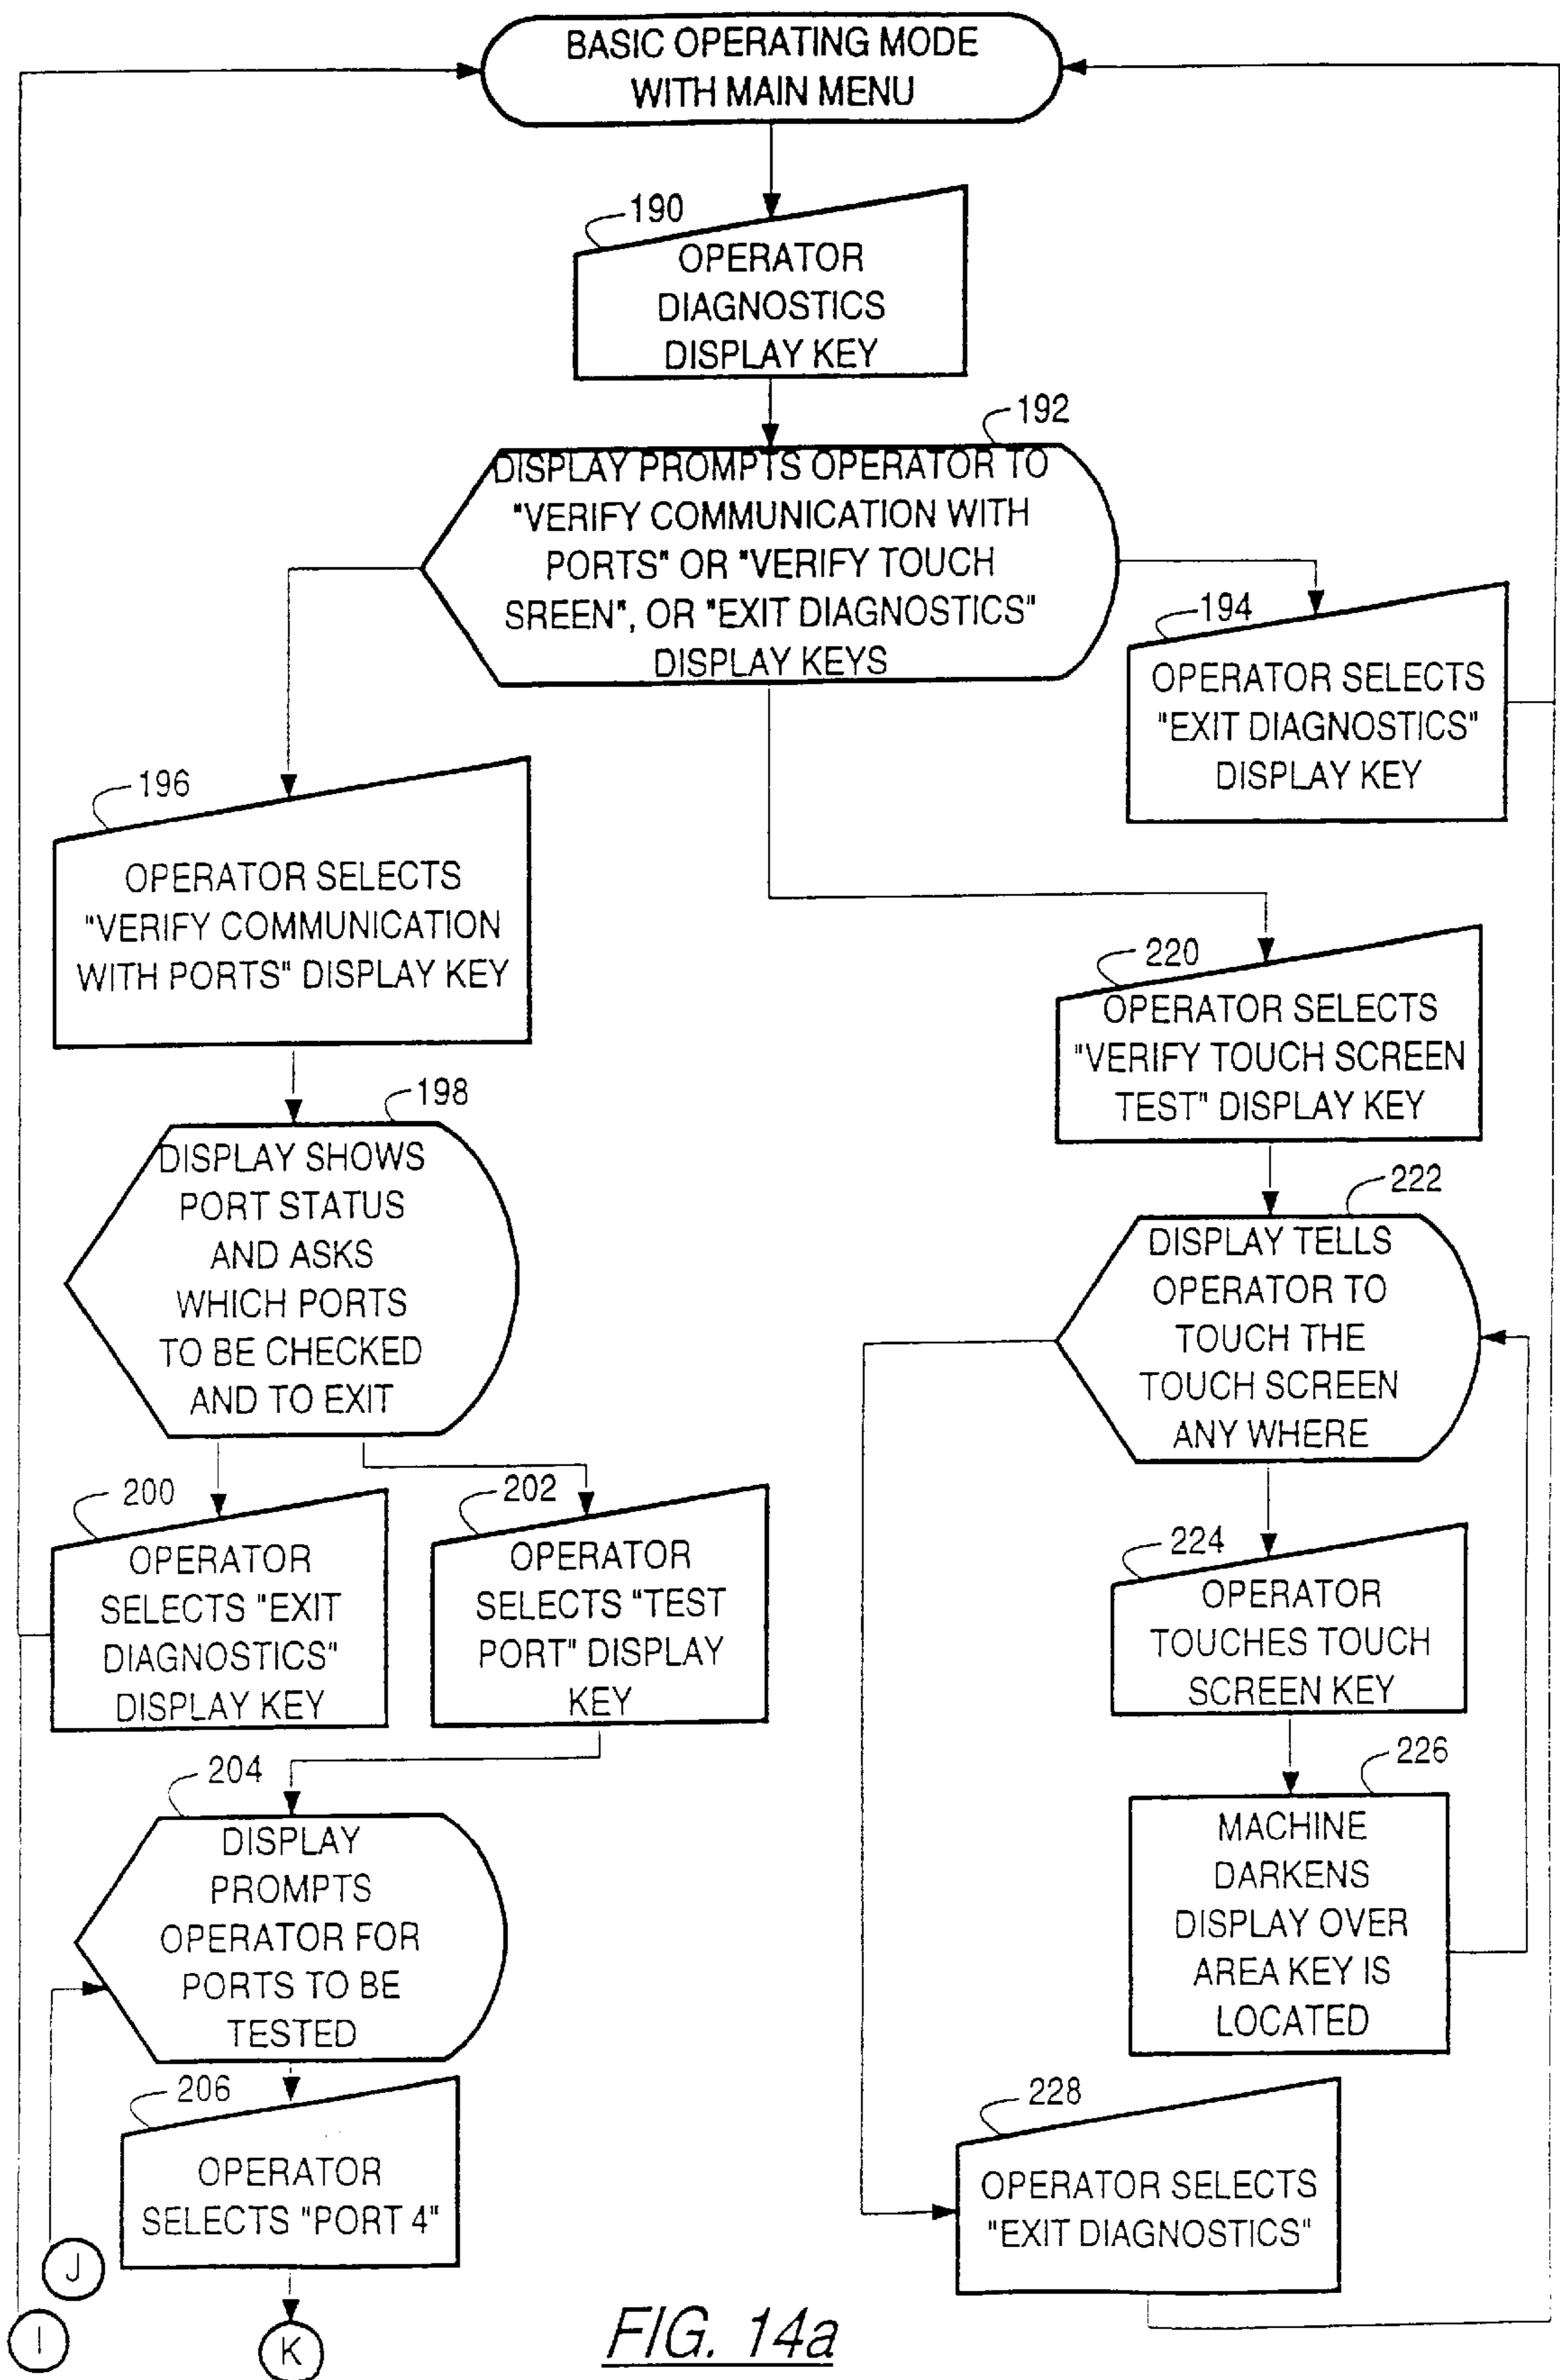 BASIC OPERATING MODE
WITH MAIN MENU
190
OPERATOR
DIAGNOSTICS
DISPLAY KEY
192
DISPLAY PROMPTS OPERATOR TO
"VERIFY COMMUNICATION WITH
PORTS" OR "VERIFY TOUCH
SREEN", OR "EXIT DIAGNOSTICS"
DISPLAY KEYS
194
OPERATOR SELECTS
"EXIT DIAGNOSTICS"
DISPLAY KEY
196
OPERATOR SELECTS
"VERIFY COMMUNICATION
WITH PORTS" DISPLAY KEY
198
DISPLAY SHOWS
PORT STATUS
AND ASKS
WHICH PORTS
TO BE CHECKED
AND TO EXIT
200
OPERATOR
SELECTS "EXIT
DIAGNOSTICS"
DISPLAY KEY
202
OPERATOR
SELECTS "TEST
PORT" DISPLAY
KEY
204
DISPLAY
PROMPTS
OPERATOR FOR
PORTS TO BE
TESTED
206
OPERATOR
SELECTS "PORT 4"
J
I
K
220
OPERATOR SELECTS
"VERIFY TOUCH SCREEN
TEST" DISPLAY KEY
222
DISPLAY TELLS
OPERATOR TO
TOUCH THE
TOUCH SCREEN
ANY WHERE
224
OPERATOR
TOUCHES TOUCH
SCREEN KEY
226
MACHINE
DARKENS
DISPLAY OVER
AREA KEY IS
LOCATED
228
OPERATOR SELECTS
"EXIT DIAGNOSTICS"
FIG. 14a